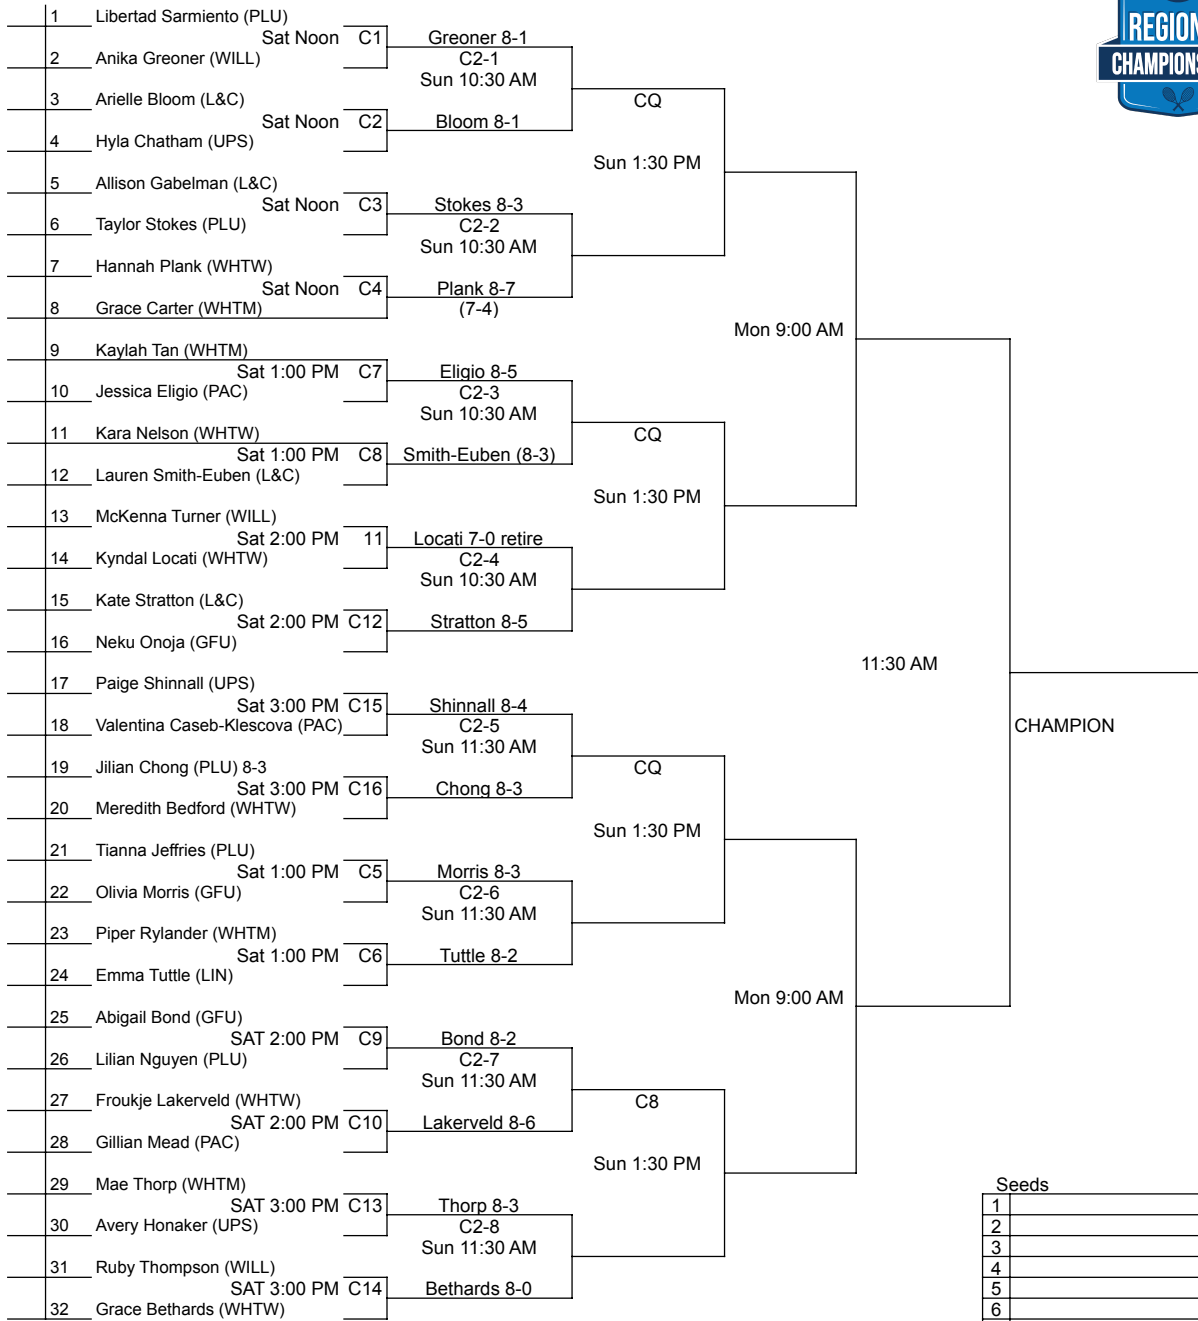 1 Libertad Sarmiento (PLU)
REGION
Sat Noon C1 Greoner 8-1
2 Anika Greoner (WILL) C2-1
CHAMPIONS
Sun 10:30 AM
3 Arielle Bloom (L&C)
CQ
Sat Noon C2 Bloom 8-1
4 Hyla Chatham (UPS)
Sun 1:30 PM
5 Allison Gabelman (L&C)
Sat Noon C3 Stokes 8-3
6 Taylor Stokes (PLU) C2-2
Sun 10:30 AM
7 Hannah Plank (WHTW)
Sat Noon C4 Plank 8-7
8 Grace Carter (WHTM) (7-4)
Mon 9:00 AM
9 Kaylah Tan (WHTM)
Sat 1:00 PM C7 Eligio 8-5
10 Jessica Eligio (PAC) C2-3
Sun 10:30 AM
11 Kara Nelson (WHTW) CQ
Sat 1:00 PM C8 Smith-Euben (8-3)
12 Lauren Smith-Euben (L&C)
Sun 1:30 PM
13 McKenna Turner (WILL)
Sat 2:00 PM 11 Locati 7-0 retire
14 Kyndal Locati (WHTW) C2-4
Sun 10:30 AM
15 Kate Stratton (L&C)
Sat 2:00 PM C12 Stratton 8-5
16 Neku Onoja (GFU)
11:30 AM
17 Paige Shinnall (UPS)
Sat 3:00 PM C15 Shinnall 8-4
18 Valentina Caseb-Klescova (PAC) C2-5 CHAMPION
Sun 11:30 AM
19 Jilian Chong (PLU) 8-3 CQ
Sat 3:00 PM C16 Chong 8-3
20 Meredith Bedford (WHTW)
Sun 1:30 PM
21 Tianna Jeffries (PLU)
Sat 1:00 PM C5 Morris 8-3
22 Olivia Morris (GFU) C2-6
Sun 11:30 AM
23 Piper Rylander (WHTM)
Sat 1:00 PM C6 Tuttle 8-2
24 Emma Tuttle (LIN)
Mon 9:00 AM
25 Abigail Bond (GFU)
SAT 2:00 PM C9 Bond 8-2
26 Lilian Nguyen (PLU) C2-7
Sun 11:30 AM
27 Froukje Lakerveld (WHTW) C8
SAT 2:00 PM C10 Lakerveld 8-6
28 Gillian Mead (PAC)
Sun 1:30 PM
29 Mae Thorp (WHTM) Seeds
SAT 3:00 PM C13 Thorp 8-3 1
30 Avery Honaker (UPS) C2-8 2
Sun 11:30 AM 3
31 Ruby Thompson (WILL) 4
SAT 3:00 PM C14 Bethards 8-0 5
32 Grace Bethards (WHTW) 6